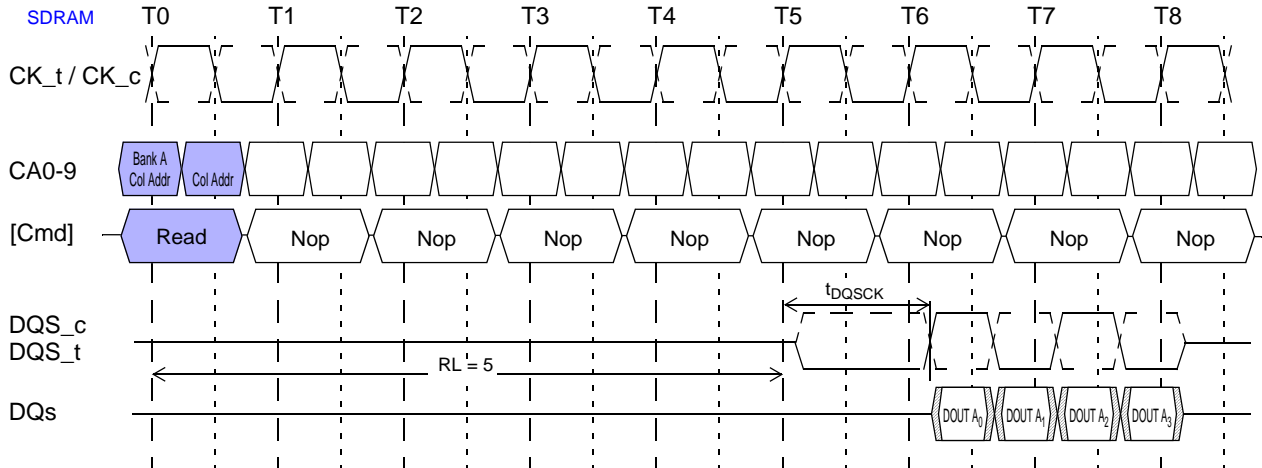 SDRAM T0 T1 T2 T3 T4 T5 T6 T7 T8
CK_t / CK_c
CA0-9 Bank A Col Addr Col Addr
[Cmd] Read Nop Nop Nop Nop Nop Nop Nop Nop
tDQSCK
DQS_c
DQS_t
RL = 5
DQs DOUT A0 DOUT A1 DOUT A2 DOUT A3